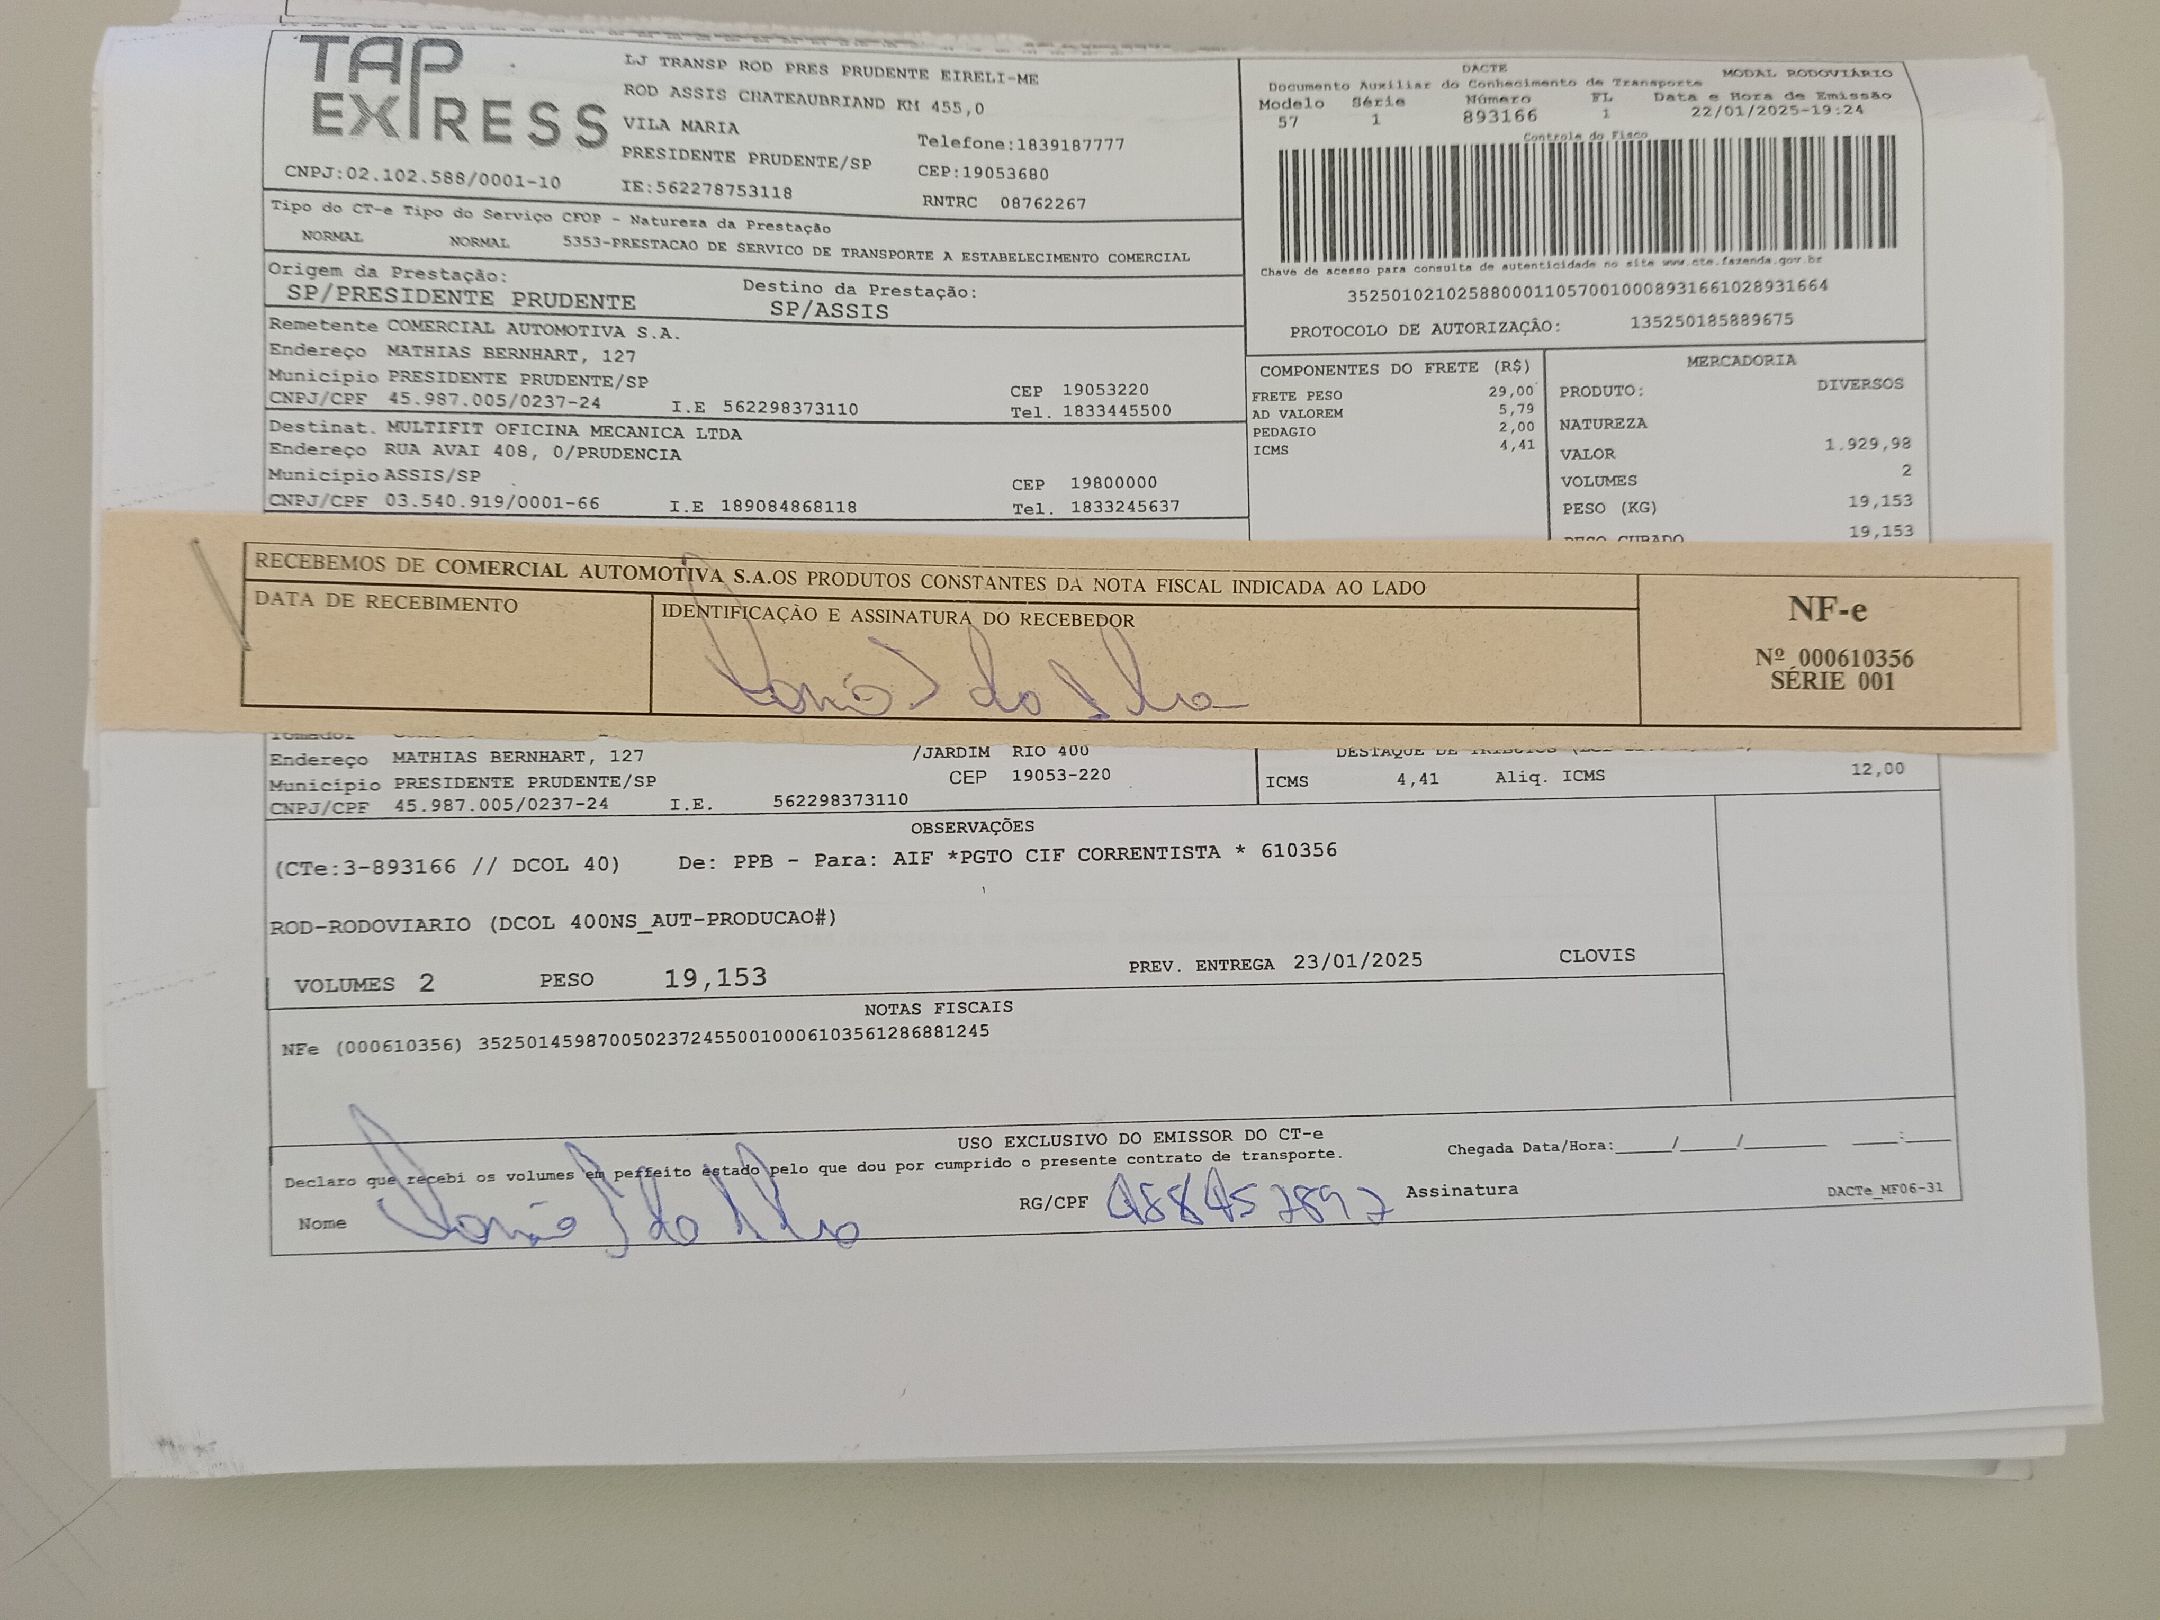 TAP EXPRESS
LJ TRANSP ROD PRES PRUDENTE EIRELI-ME
ROD ASSIS CHATEAUBRIAND KM 455,0
VILA MARIA
Telefone:1839187777
PRESIDENTE PRUDENTE/SP
CEP:19053680
CNPJ:02.102.588/0001-10
IE:562278753118
RNTRC 08762267
DACTE
MODAL RODOVIÁRIO
Documento Auxiliar do Conhecimento de Transporte
Modelo Série Número FL Data e Hora de Emissão
57 1 893166 1 22/01/2025-19:24
Controle do Fisco
Chave de acesso para consulta de autenticidade no site www.cte.fazenda.gov.br
35250102102588000110570010008931661028931664
PROTOCOLO DE AUTORIZAÇÃO: 135250185889675
Tipo do CT-e Tipo do Serviço CFOP - Natureza da Prestação
NORMAL NORMAL 5353-PRESTACAO DE SERVICO DE TRANSPORTE A ESTABELECIMENTO COMERCIAL
Origem da Prestação: Destino da Prestação:
SP/PRESIDENTE PRUDENTE SP/ASSIS
Remetente COMERCIAL AUTOMOTIVA S.A.
Endereço MATHIAS BERNHART, 127
Município PRESIDENTE PRUDENTE/SP CEP 19053220
CNPJ/CPF 45.987.005/0237-24 I.E 562298373110 Tel. 1833445500
Destinat. MULTIFIT OFICINA MECANICA LTDA
Endereço RUA AVAI 408, 0/PRUDENCIA
Município ASSIS/SP CEP 19800000
CNPJ/CPF 03.540.919/0001-66 I.E 189084868118 Tel. 1833245637
COMPONENTES DO FRETE (R$)
FRETE PESO 29,00
AD VALOREM 5,79
PEDAGIO 2,00
ICMS 4,41
MERCADORIA
PRODUTO: DIVERSOS
NATUREZA
VALOR 1.929,98
VOLUMES 2
PESO (KG) 19,153
PESO CUBADO 19,153
RECEBEMOS DE COMERCIAL AUTOMOTIVA S.A.OS PRODUTOS CONSTANTES DA NOTA FISCAL INDICADA AO LADO
DATA DE RECEBIMENTO
IDENTIFICAÇÃO E ASSINATURA DO RECEBEDOR
NF-e
Nº 000610356
SÉRIE 001
Tomador
Endereço MATHIAS BERNHART, 127 /JARDIM RIO 400
Município PRESIDENTE PRUDENTE/SP CEP 19053-220
CNPJ/CPF 45.987.005/0237-24 I.E. 562298373110
DESTAQUE DE TRIBUTOS
ICMS 4,41 Aliq. ICMS 12,00
OBSERVAÇÕES
(CTe:3-893166 // DCOL 40) De: PPB - Para: AIF *PGTO CIF CORRENTISTA * 610356
ROD-RODOVIARIO (DCOL 400NS_AUT-PRODUCAO#)
VOLUMES 2 PESO 19,153 PREV. ENTREGA 23/01/2025 CLOVIS
NOTAS FISCAIS
NFe (000610356) 35250145987005023724550010006103561286881245
USO EXCLUSIVO DO EMISSOR DO CT-e
Declaro que recebi os volumes em perfeito estado pelo que dou por cumprido o presente contrato de transporte.
Chegada Data/Hora:_____/_____/_______ ____:____
Nome RG/CPF Assinatura
DACTe_MF06-31